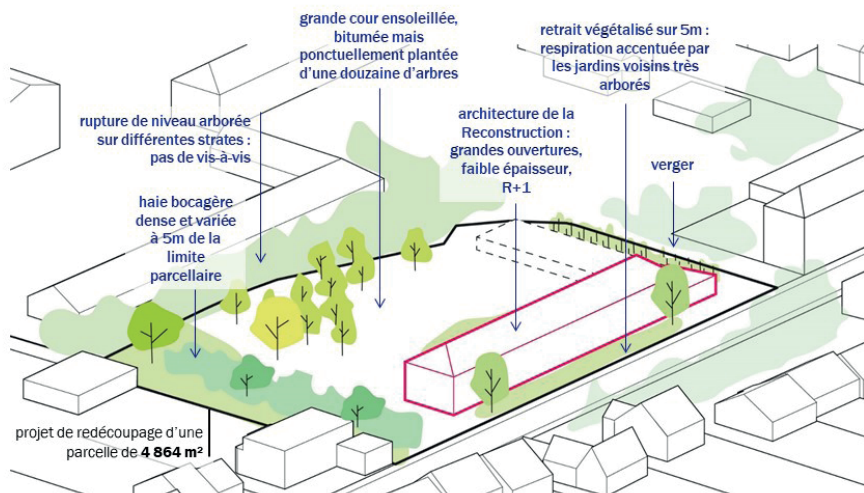 grande cour ensoleillée,
bitumée mais
ponctuellement plantée
d'une douzaine d'arbres
retrait végétalisé sur 5m :
respiration accentuée par
les jardins voisins très
arborés
rupture de niveau arborée
sur différentes strates :
pas de vis-à-vis
architecture de la
Reconstruction :
grandes ouvertures,
faible épaisseur,
R+1
verger
haie bocagère
dense et variée
à 5m de la
limite
parcellaire
projet de redécoupage d'une
parcelle de 4 864 m²